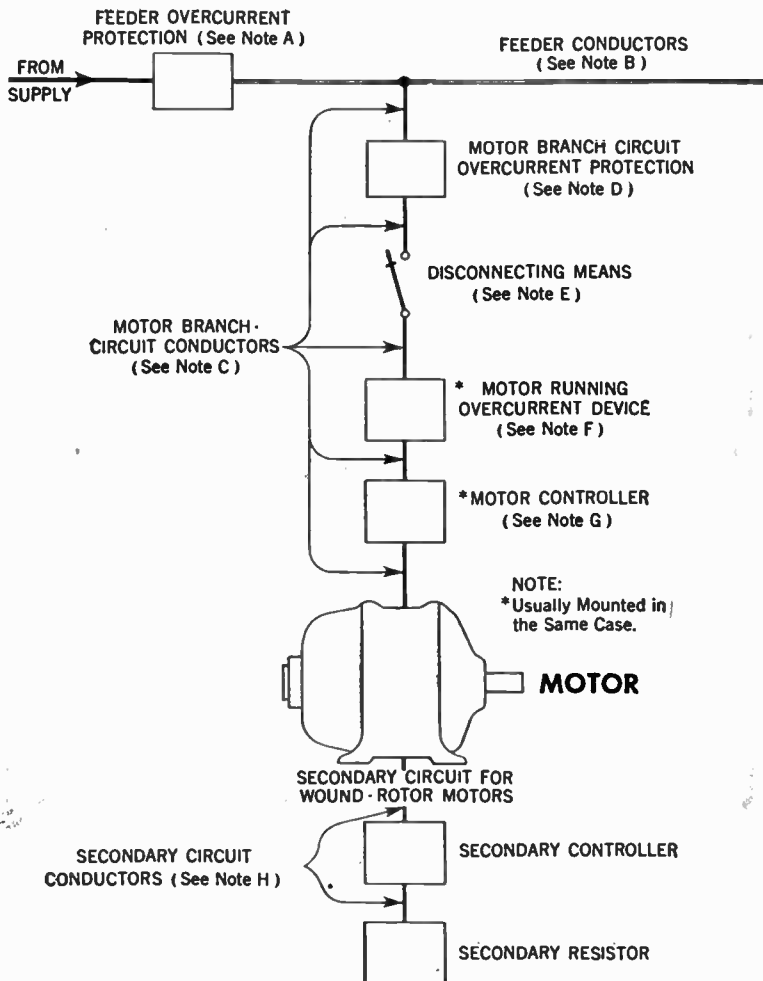 FEEDER OVERCURRENT
PROTECTION (See Note A)
FROM
SUPPLY
FEEDER CONDUCTORS
(See Note B)
MOTOR BRANCH CIRCUIT
OVERCURRENT PROTECTION
(See Note D)
DISCONNECTING MEANS
(See Note E)
MOTOR BRANCH-
CIRCUIT CONDUCTORS
(See Note C)
* MOTOR RUNNING
OVERCURRENT DEVICE
(See Note F)
*MOTOR CONTROLLER
(See Note G)
NOTE:
*Usually Mounted in
the Same Case.
MOTOR
SECONDARY CIRCUIT FOR
WOUND-ROTOR MOTORS
SECONDARY CIRCUIT
CONDUCTORS (See Note H)
SECONDARY CONTROLLER
SECONDARY RESISTOR